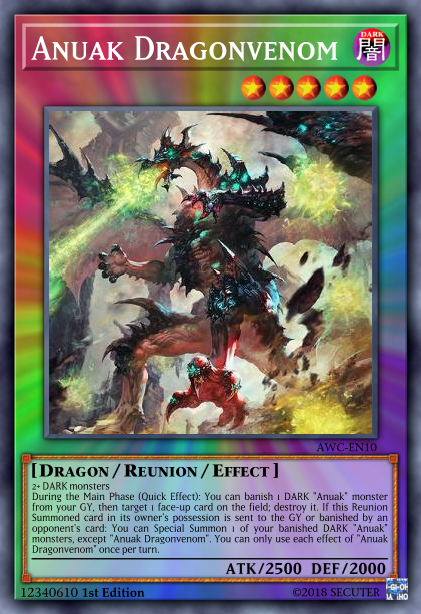 ANUAK DRAGONVENOM
DARK
闇
AWC-EN10
[DRAGON / REUNION / EFFECT]
2+ DARK monsters
During the Main Phase (Quick Effect): You can banish 1 DARK "Anuak" monster
from your GY, then target 1 face-up card on the field; destroy it. If this Reunion
Summoned card in its owner's possession is sent to the GY or banished by an
opponent's card: You can Special Summon 1 of your banished DARK "Anuak"
monsters, except "Anuak Dragonvenom". You can only use each effect of "Anuak
Dragonvenom" once per turn.
ATK/2500 DEF/2000
12340610 1st Edition
©2018 SECUTER